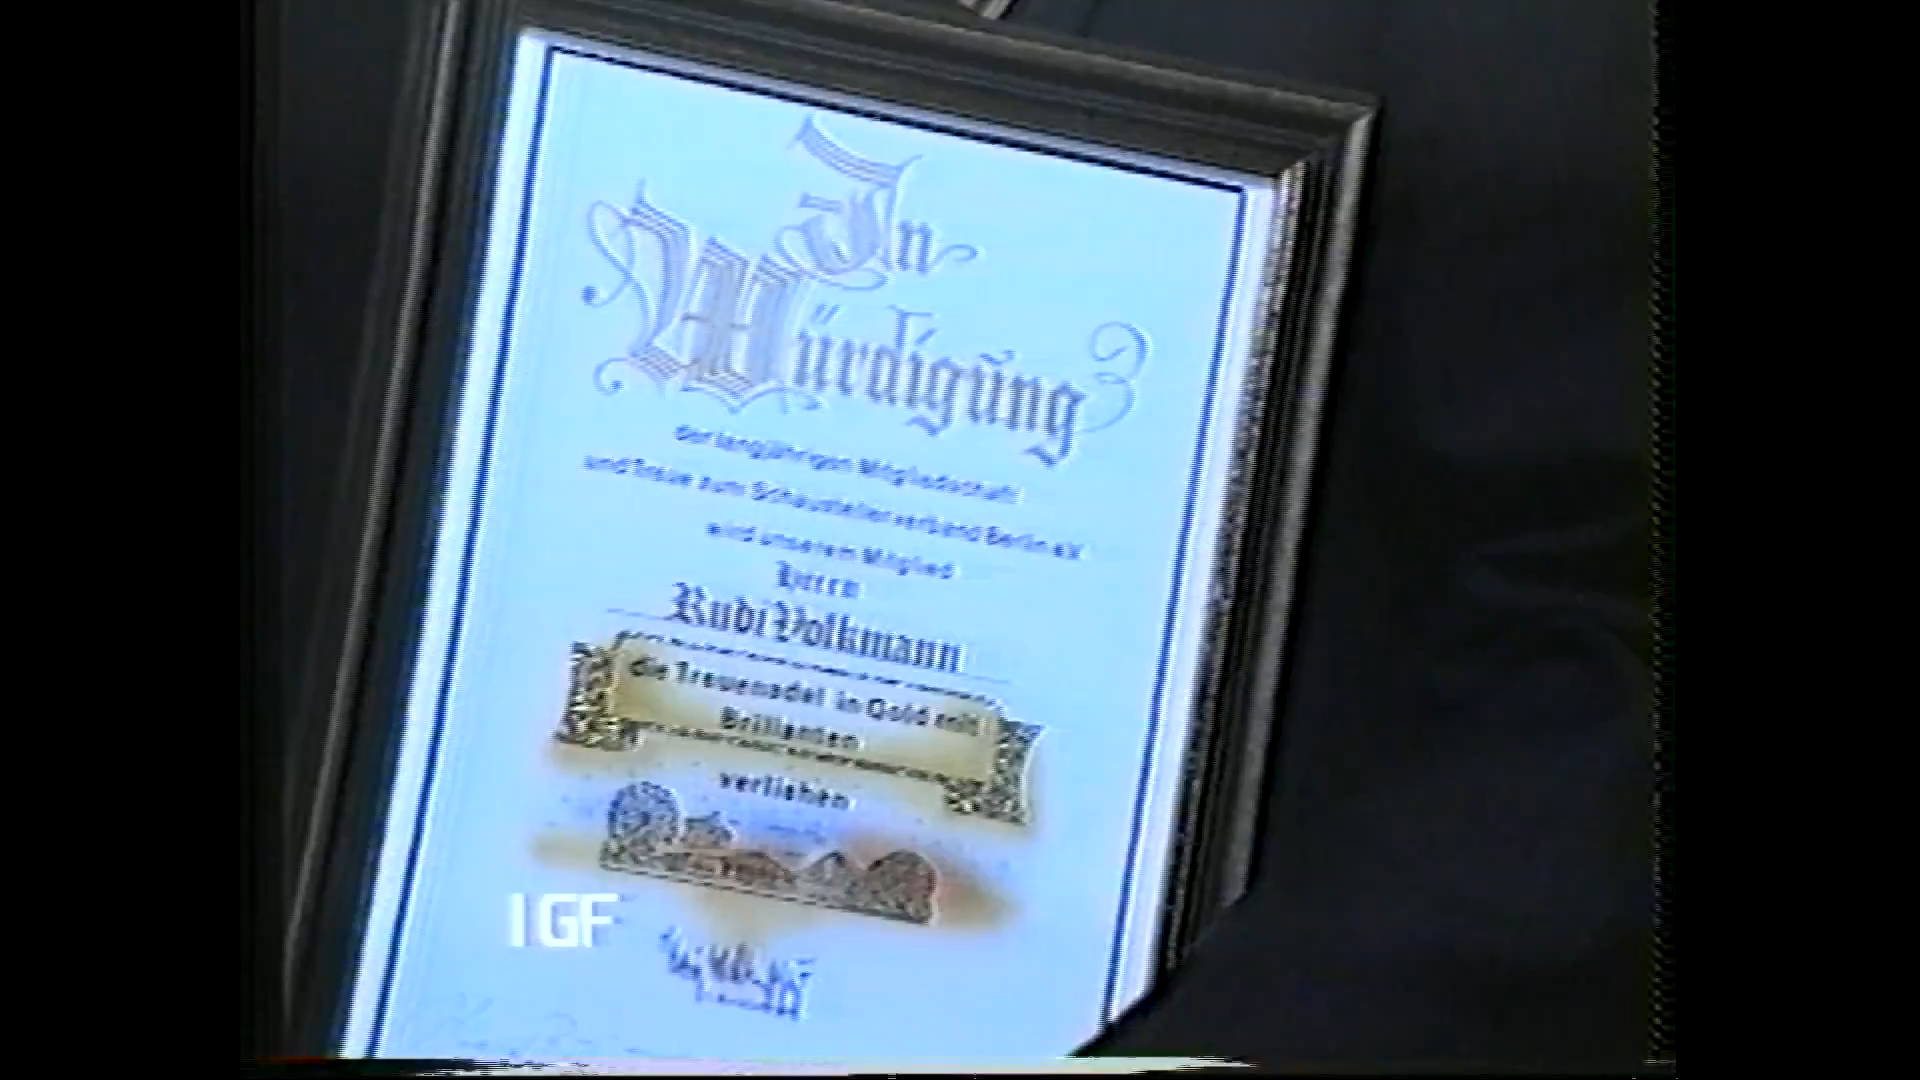 In
Würdigung
der langjährigen Mitgliedschaft
und Treue zum Schaustellerverband Berlin e.V.
wird unserem Mitglied
Herrn
Rudi Volkmann
die Treuenadel in Gold mit
Brillanten
verliehen
IGF